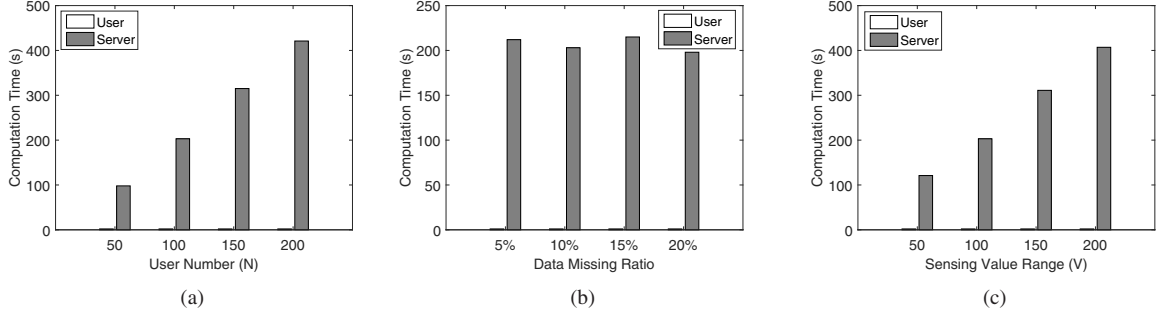 500
400
300
200
100
0
Computation Time (s)
User
Server
50 100 150 200
User Number (N)
(a)
250
200
150
100
50
0
Computation Time (s)
User
Server
5% 10% 15% 20%
Data Missing Ratio
(b)
500
400
300
200
100
0
Computation Time (s)
User
Server
50 100 150 200
Sensing Value Range (V)
(c)